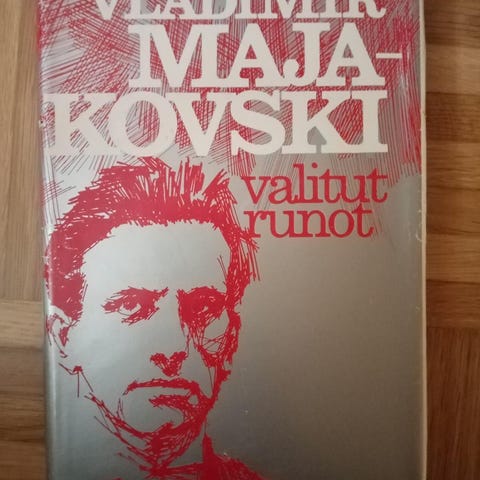 VLADIMIR
MAJA-
KOVSKI
valitut
runot